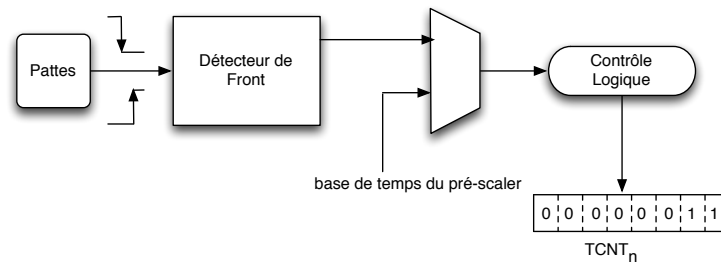 Pattes
Détecteur de
Front
Contrôle
Logique
base de temps du pré-scaler
0 0 0 0 0 0 1 1
TCNTn